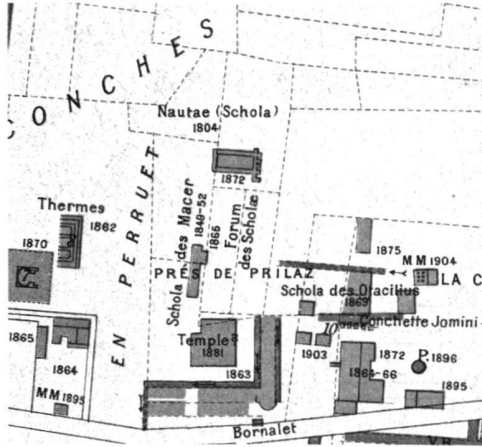 CONCHES
Nautae (Schola)
1804
1872
EN PERRUET
Schola des Macer
1849-52
1866
Forum
des Scholæ
Thermes
1862
1870
PRÉS DE PRILAZ
1875
MM 1904
LA C
Schola des Otacilius
1869
Conchette Jomini
Temple?
1881
1863
1903
1872
1864-66
P. 1896
1895
1865
1864
MM 1895
Bornalet